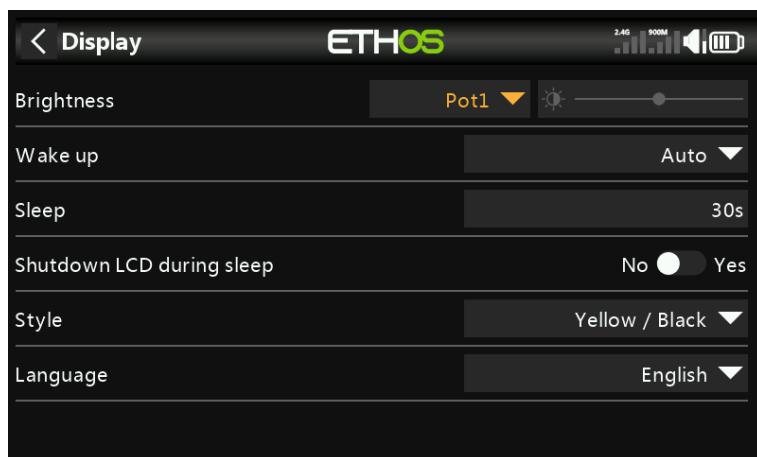 Display ETHOS 2.4G 900M
Brightness Pot1
Wake up Auto
Sleep 30s
Shutdown LCD during sleep No Yes
Style Yellow / Black
Language English